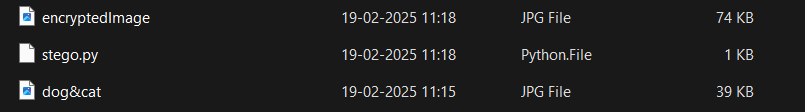 encryptedImage 19-02-2025 11:18 JPG File 74 KB
stego.py 19-02-2025 11:18 Python.File 1 KB
dog&cat 19-02-2025 11:15 JPG File 39 KB